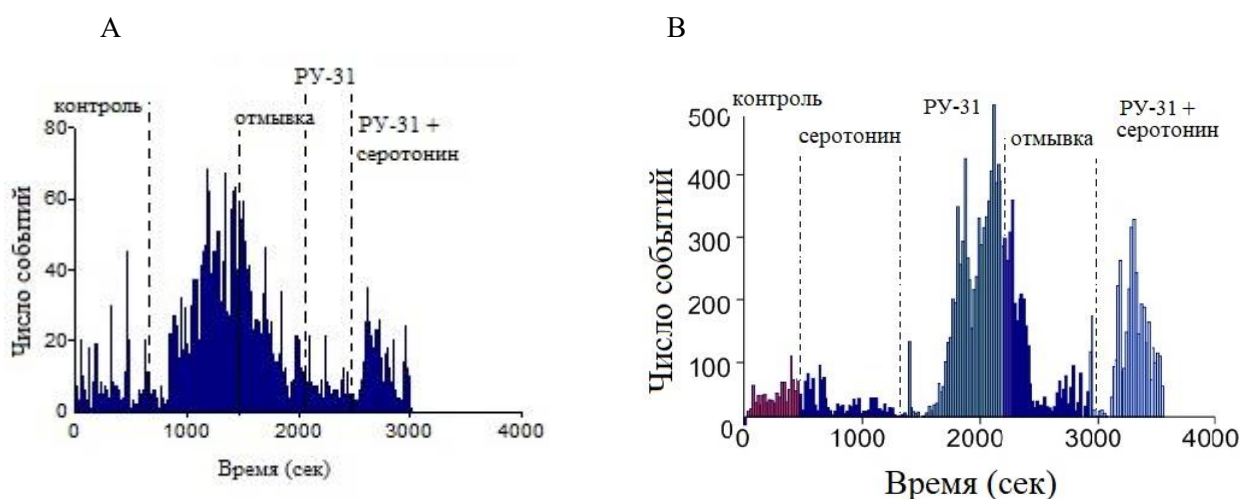 A
B
РУ-31
контроль
отмывка
РУ-31 +
серотонин
80
60
40
20
0
Число событий
0
1000
2000
3000
4000
Время (сек)
контроль
серотонин
РУ-31
отмывка
РУ-31 +
серотонин
500
400
300
200
100
0
Число событий
0
1000
2000
3000
4000
Время (сек)